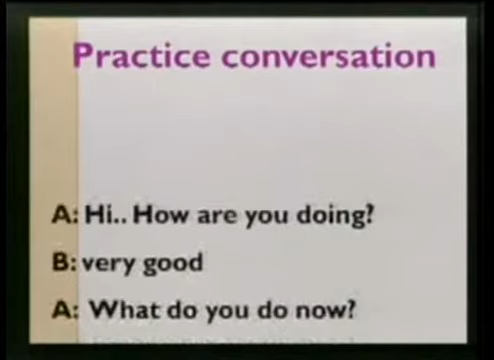 Practice conversation
A: Hi.. How are you doing?
B: very good
A: What do you do now?